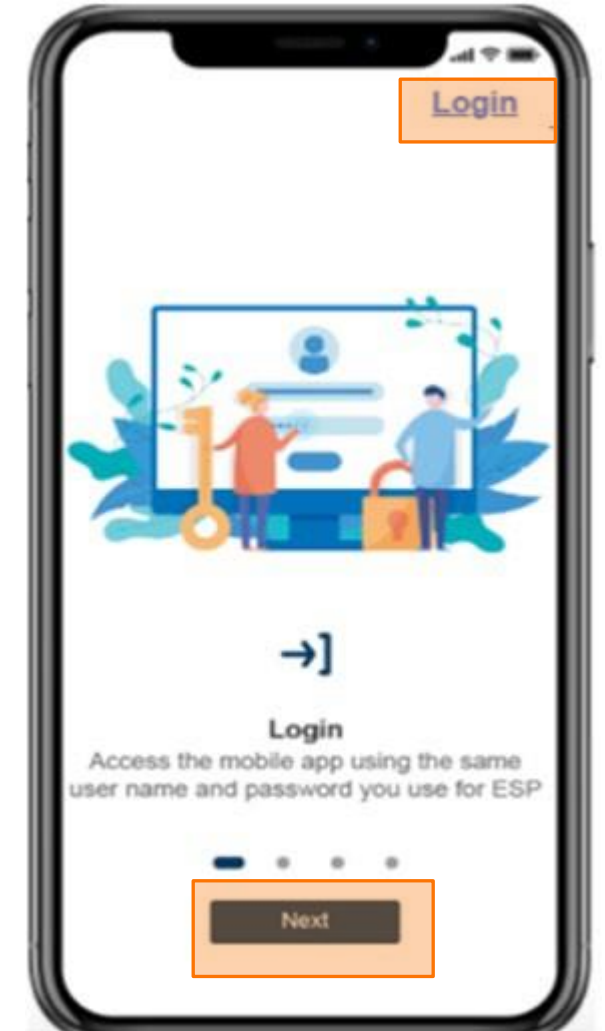 Login
Login
Access the mobile app using the same
user name and password you use for ESP
Next